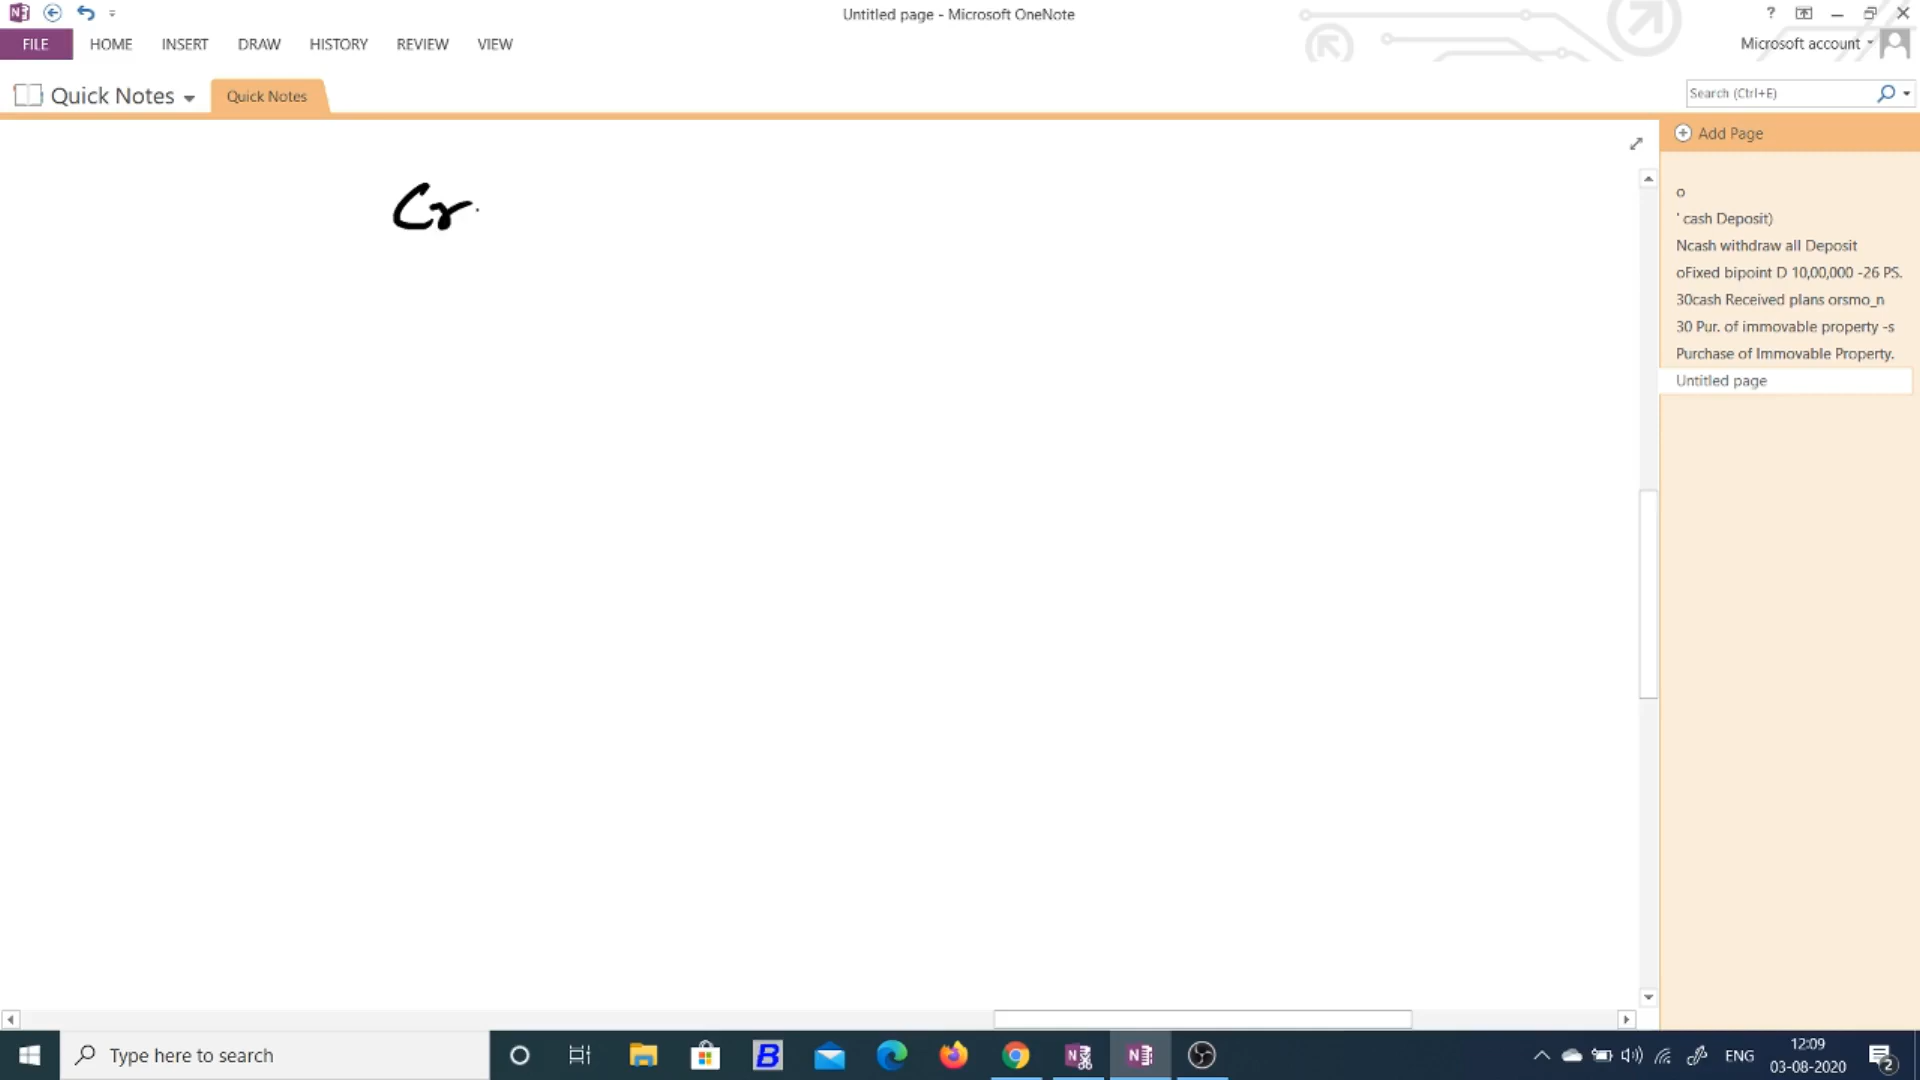 Untitled page - Microsoft OneNote
?
FILE HOME INSERT DRAW HISTORY REVIEW VIEW
Microsoft account
Quick Notes
Quick Notes
Search (Ctrl+E)
Add Page
Cr
o
' cash Deposit)
Ncash withdraw all Deposit
oFixed bipoint D 10,00,000 -26 PS.
30cash Received plans orsmo_n
30 Pur. of immovable property -s
Purchase of Immovable Property.
Untitled page
Type here to search
B
ENG
12:09
03-08-2020
2